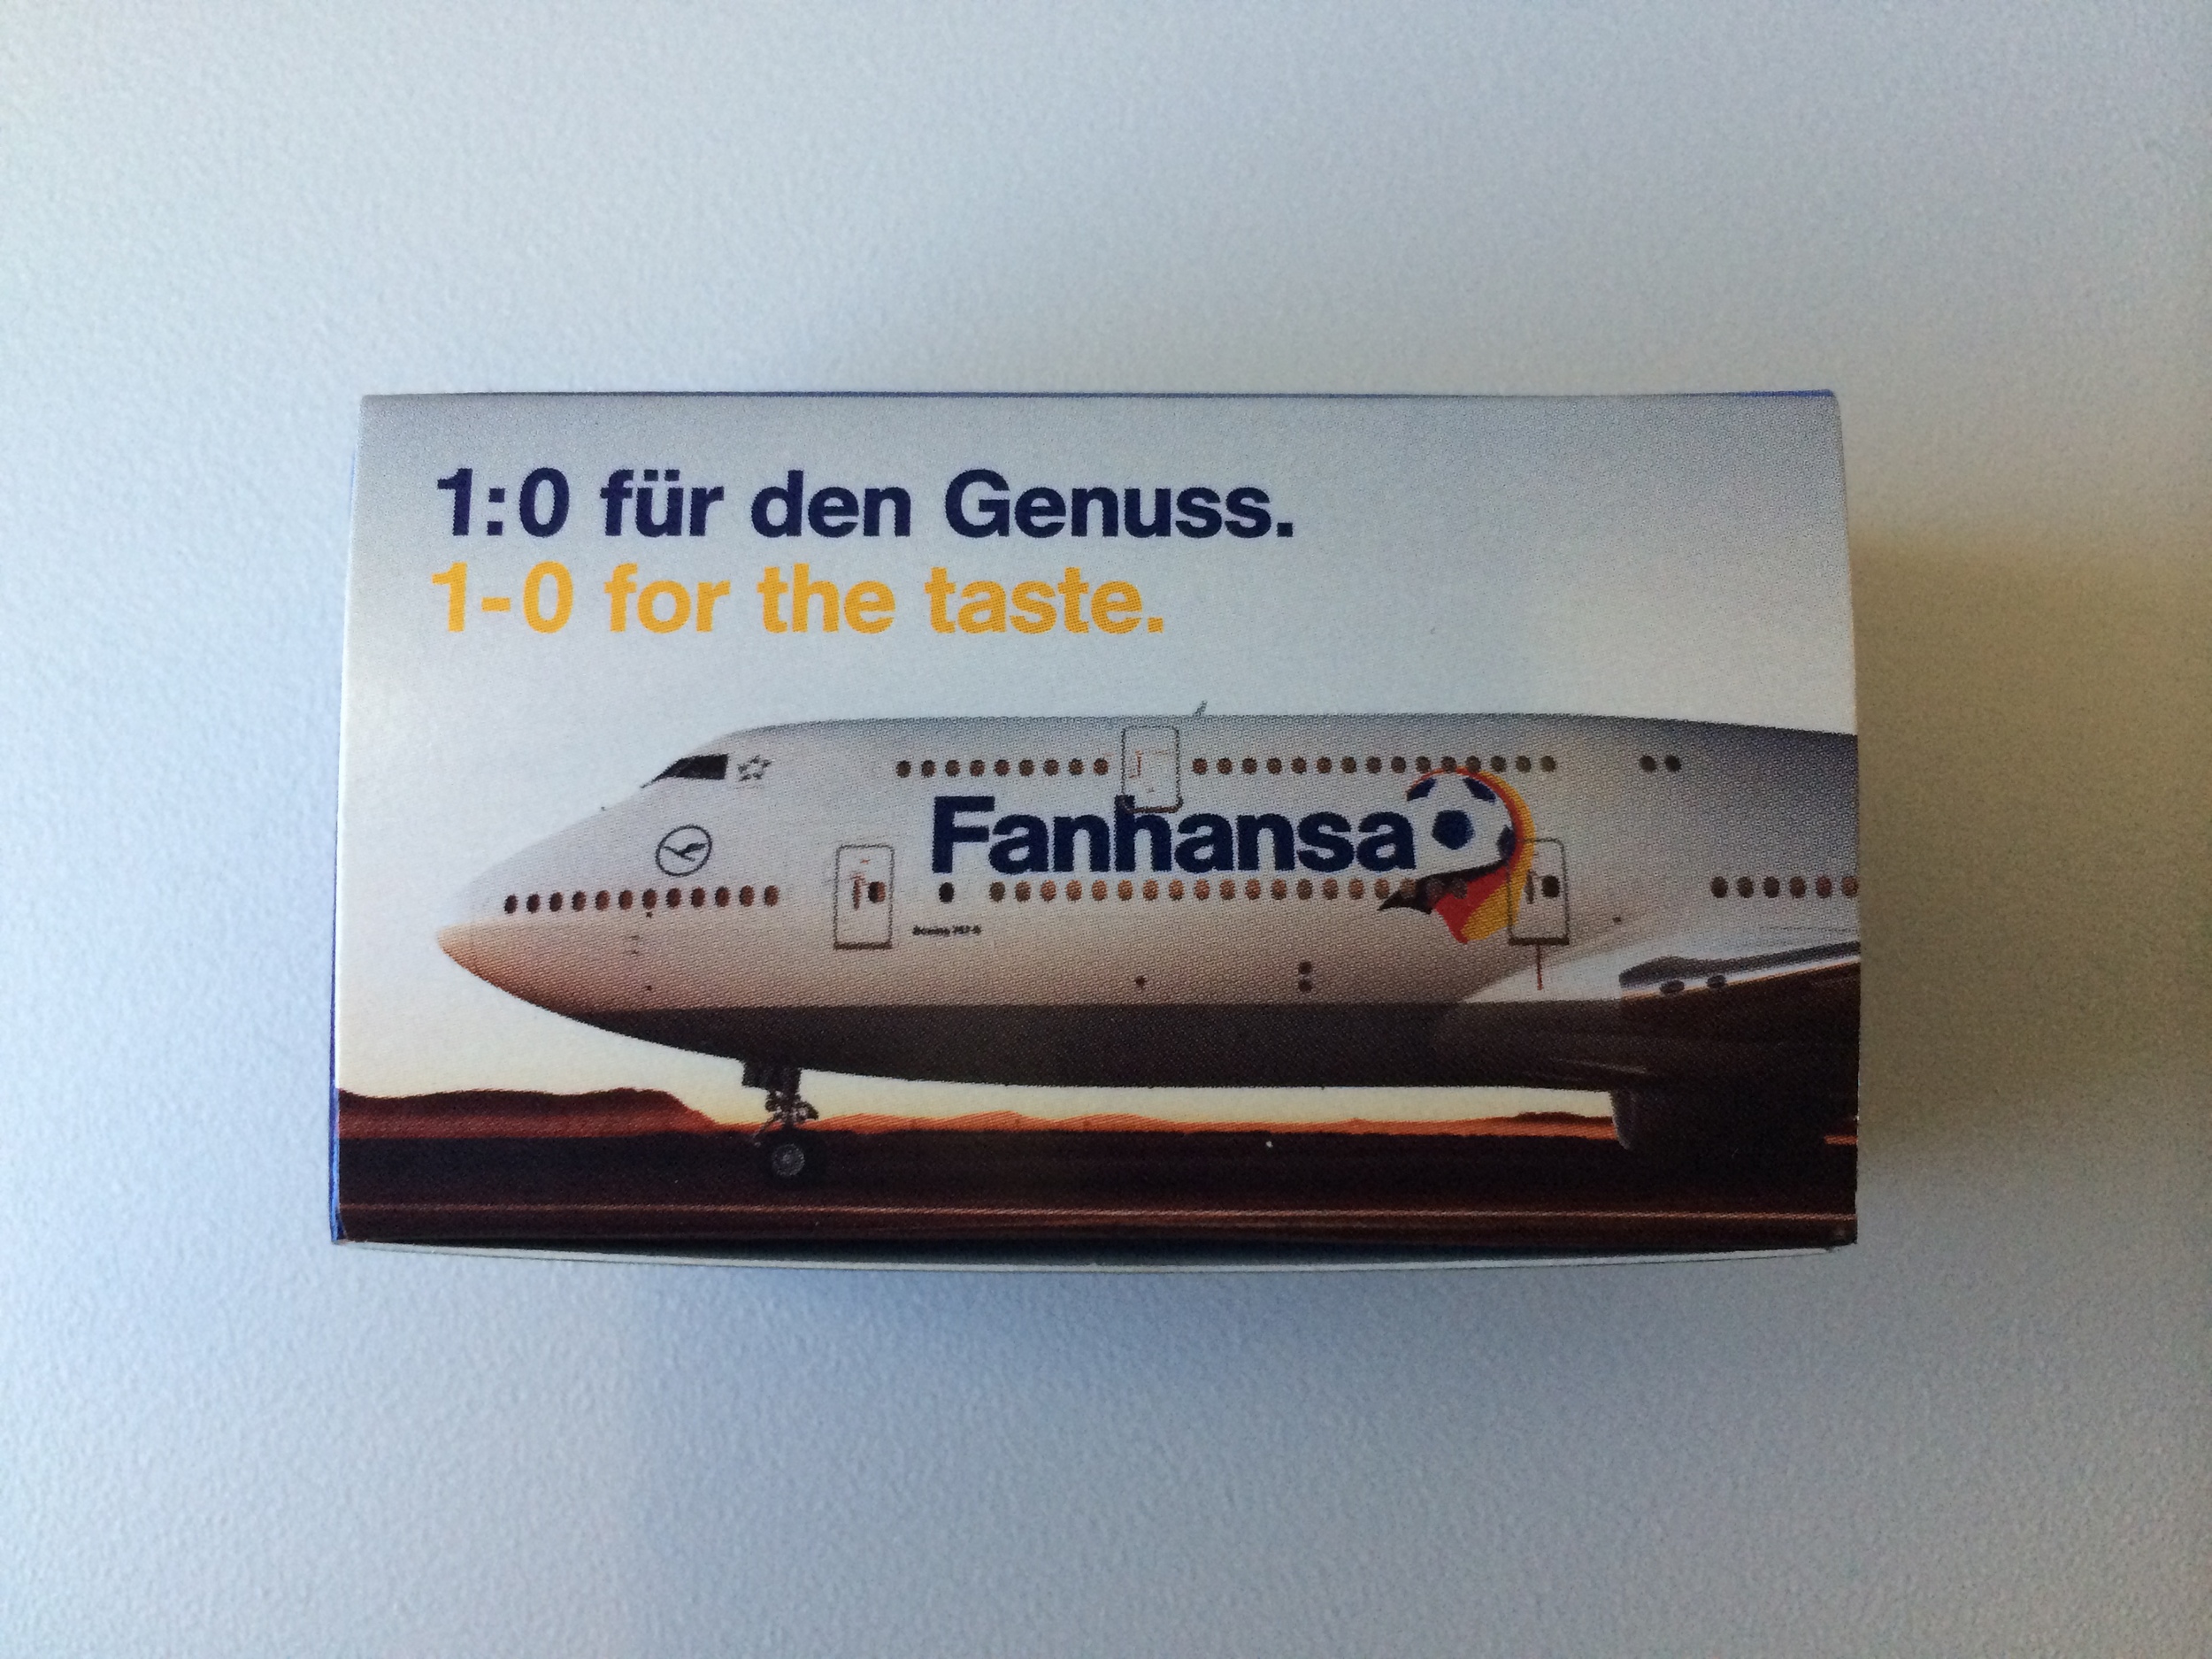 1:0 für den Genuss.
1-0 for the taste.
Fanhansa